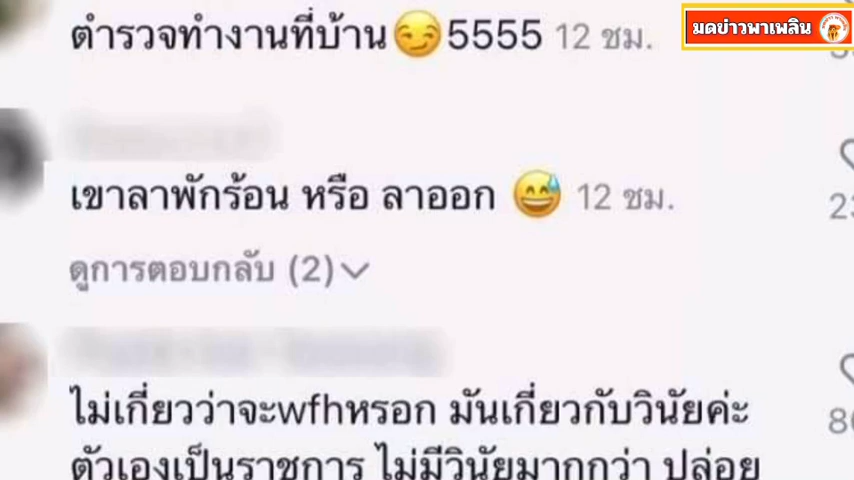 ตำรวจทำงานที่บ้าน😏5555 12 ชม.
มดข่าวพาเพลิน
เขาลาพักร้อน หรือ ลาออก 😅 12 ชม.
ดูการตอบกลับ (2)
ไม่เกี่ยวว่าจะwfhหรอก มันเกี่ยวกับวินัยค่ะ
ตัวเองเป็นราชการ ไม่มีวินัยมากกว่า ปล่อย